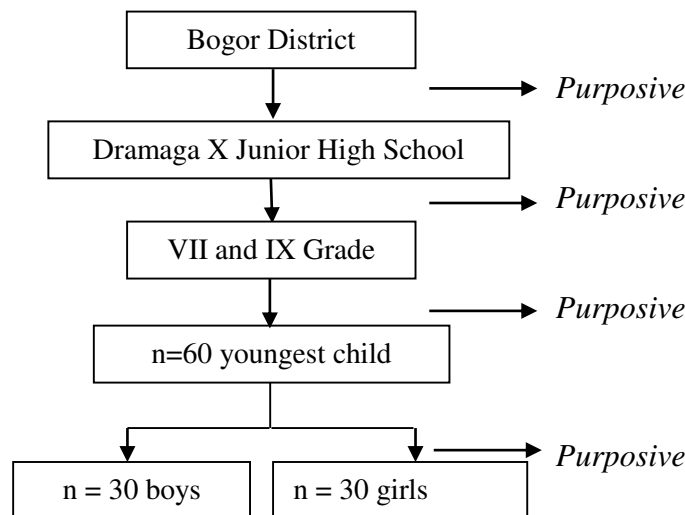 Bogor District
Purposive
Dramaga X Junior High School
Purposive
VII and IX Grade
Purposive
n=60 youngest child
Purposive
n = 30 boys
n = 30 girls